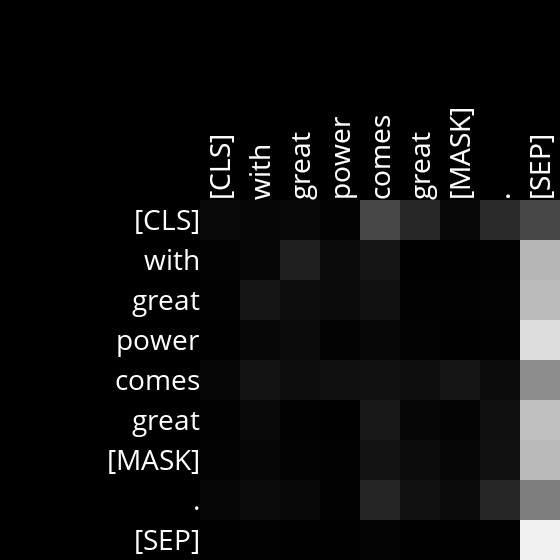 [CLS]
with
great
power
comes
great
[MASK]
.
[SEP]
[CLS]
with
great
power
comes
great
[MASK]
.
[SEP]